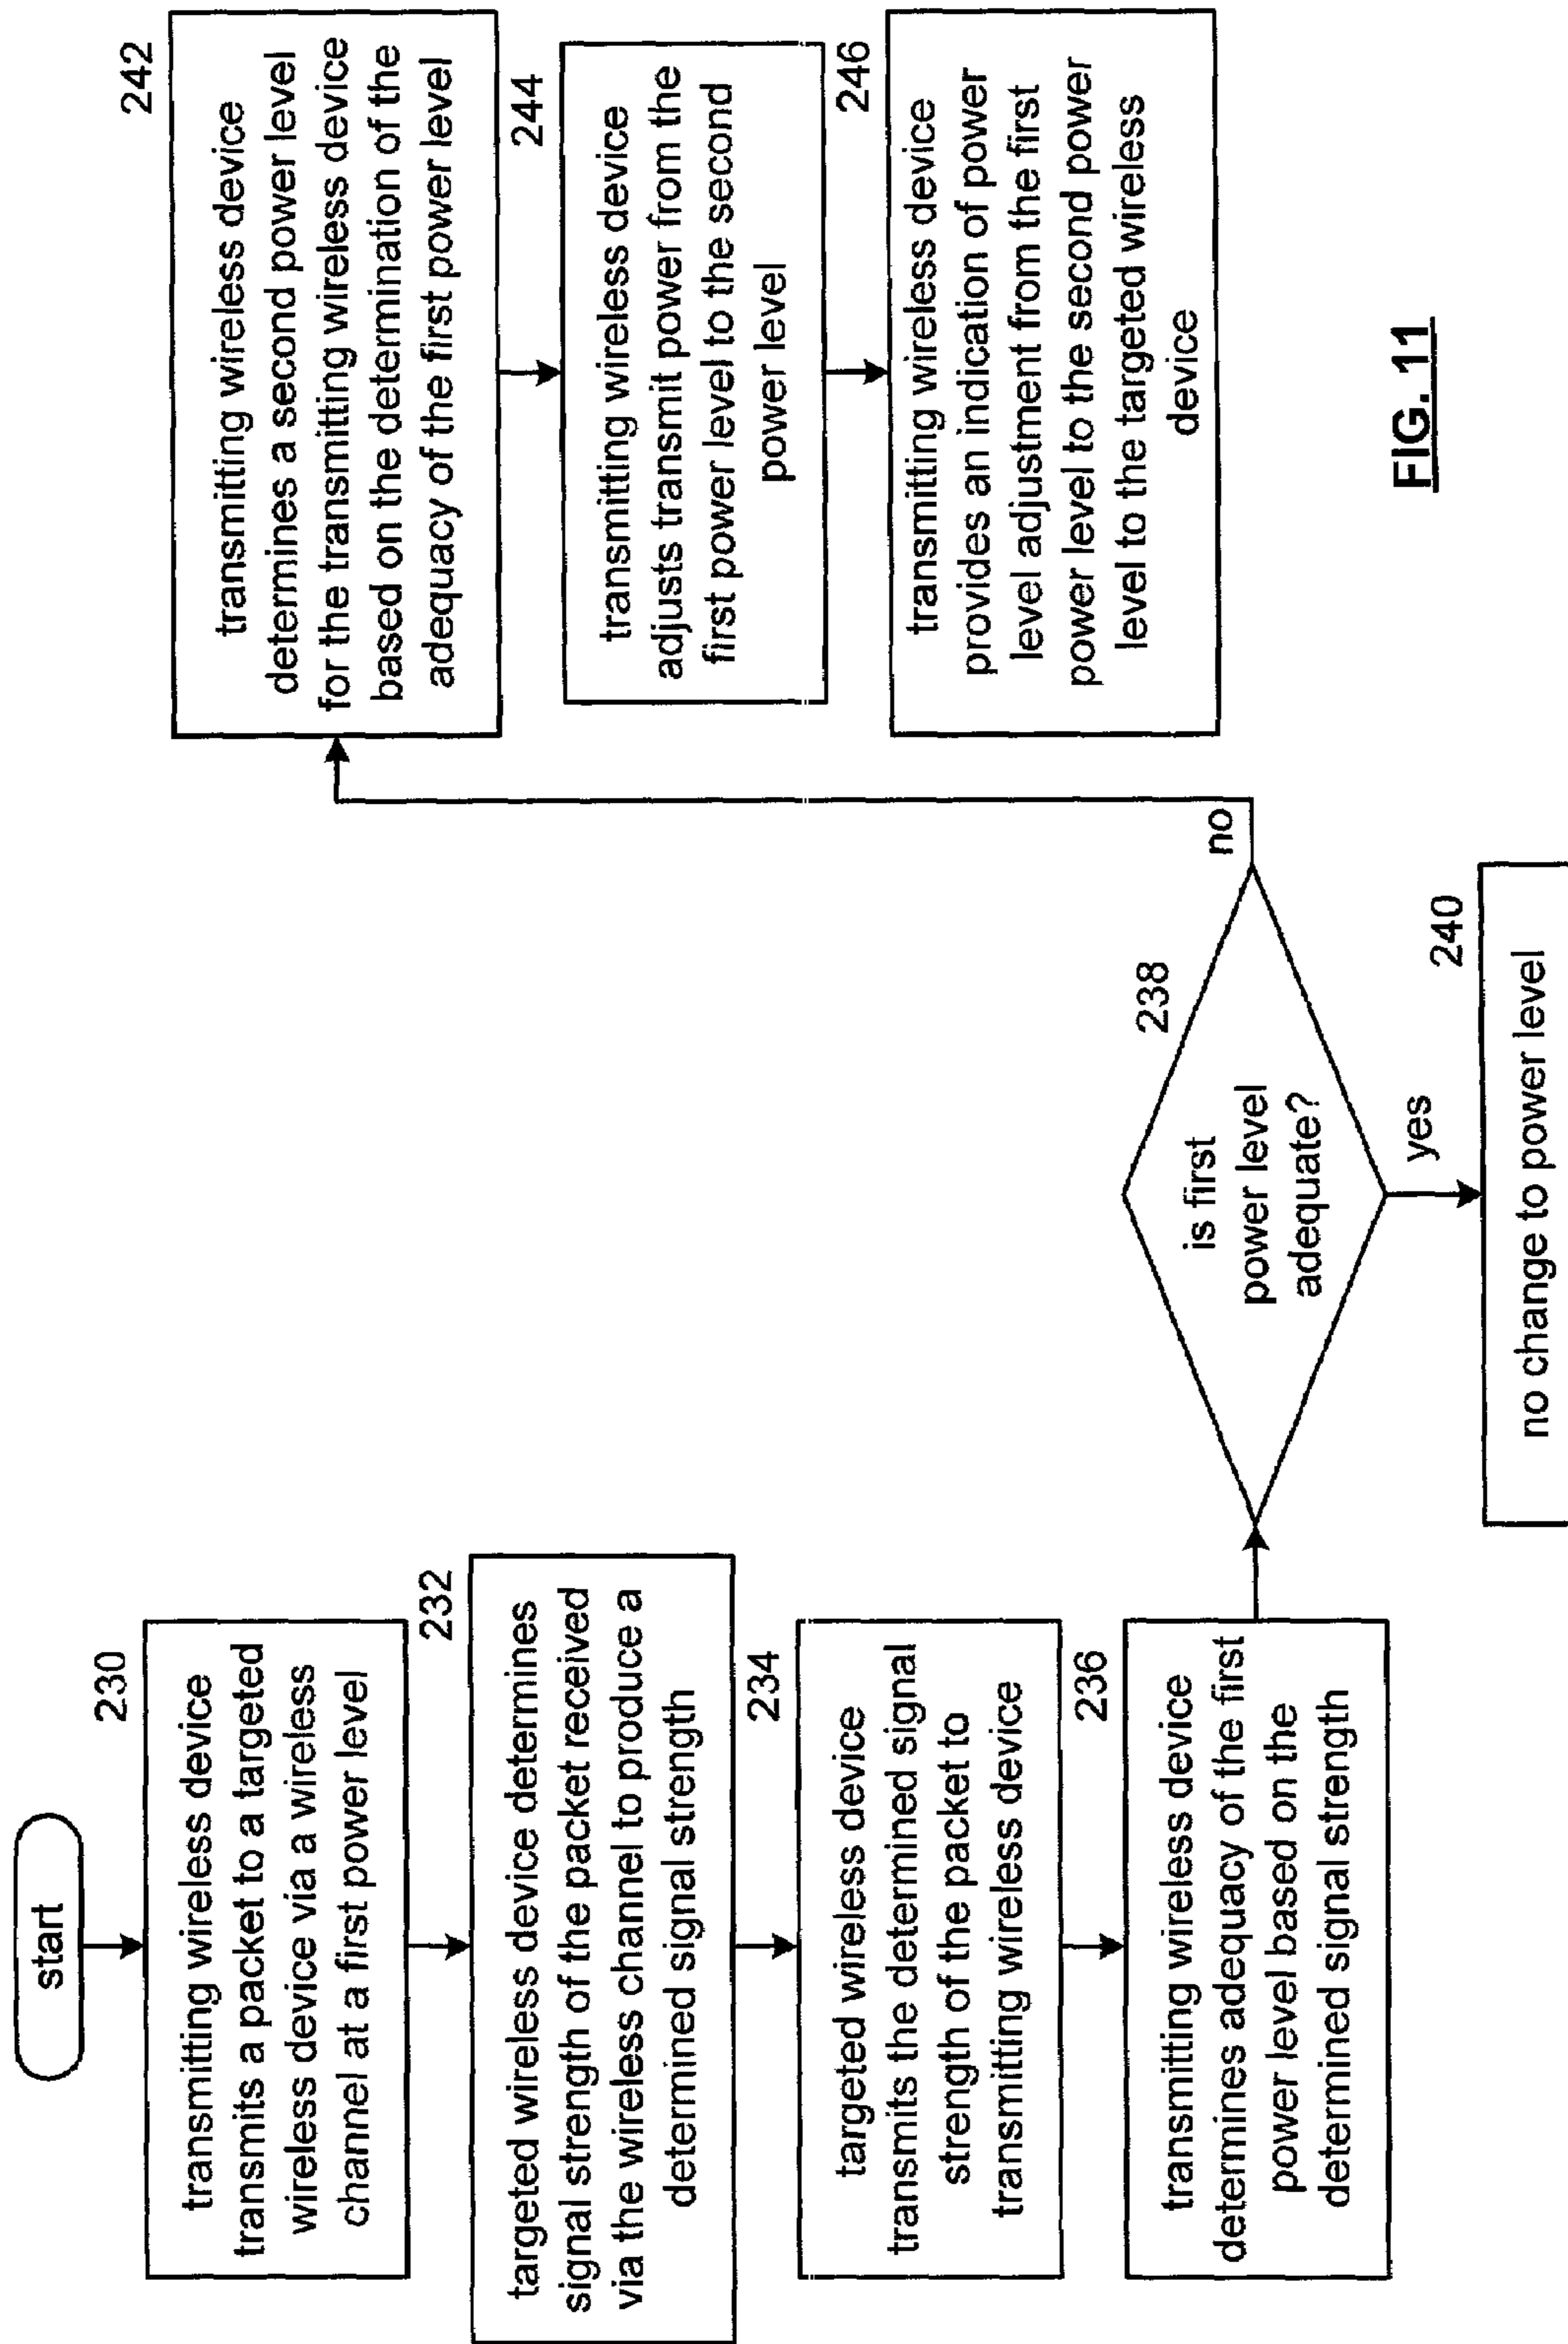 start
230
transmitting wireless device
transmits a packet to a targeted
wireless device via a wireless
channel at a first power level
232
targeted wireless device determines
signal strength of the packet received
via the wireless channel to produce a
determined signal strength
234
targeted wireless device
transmits the determined signal
strength of the packet to
transmitting wireless device
236
transmitting wireless device
determines adequacy of the first
power level based on the
determined signal strength
238
is first
power level
adequate?
yes
no
240
no change to power level
242
transmitting wireless device
determines a second power level
for the transmitting wireless device
based on the determination of the
adequacy of the first power level
244
transmitting wireless device
adjusts transmit power from the
first power level to the second
power level
246
transmitting wireless device
provides an indication of power
level adjustment from the first
power level to the second power
level to the targeted wireless
device
FIG. 11